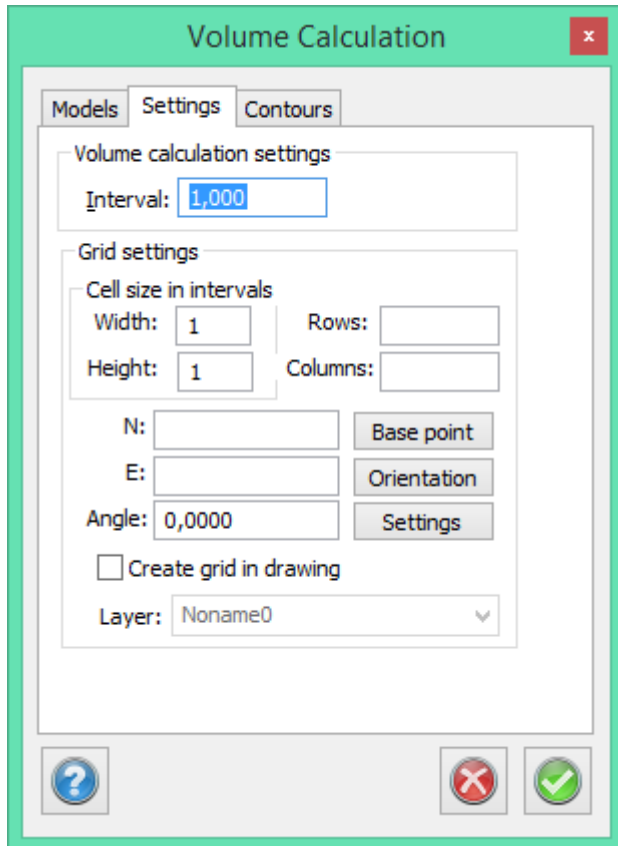 Volume Calculation
x
Models Settings Contours
Volume calculation settings
Interval: 1,000
Grid settings
Cell size in intervals
Width: 1 Rows:
Height: 1 Columns:
N: Base point
E: Orientation
Angle: 0,0000 Settings
Create grid in drawing
Layer: Noname0
?